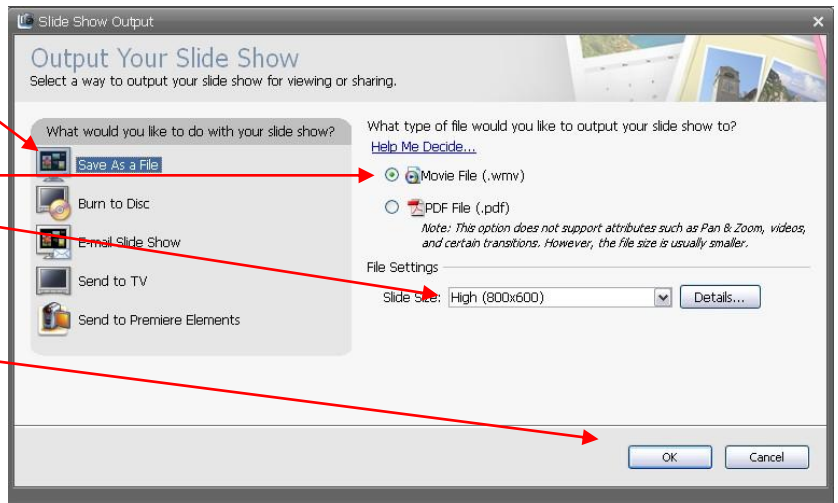 Slide Show Output
Output Your Slide Show
Select a way to output your slide show for viewing or sharing.
What would you like to do with your slide show?
Save As a File
Burn to Disc
E-mail Slide Show
Send to TV
Send to Premiere Elements
What type of file would you like to output your slide show to?
Help Me Decide...
Movie File (.wmv)
PDF File (.pdf)
Note: This option does not support attributes such as Pan & Zoom, videos,
and certain transitions. However, the file size is usually smaller.
File Settings
Slide Size: High (800x600) Details...
OK Cancel